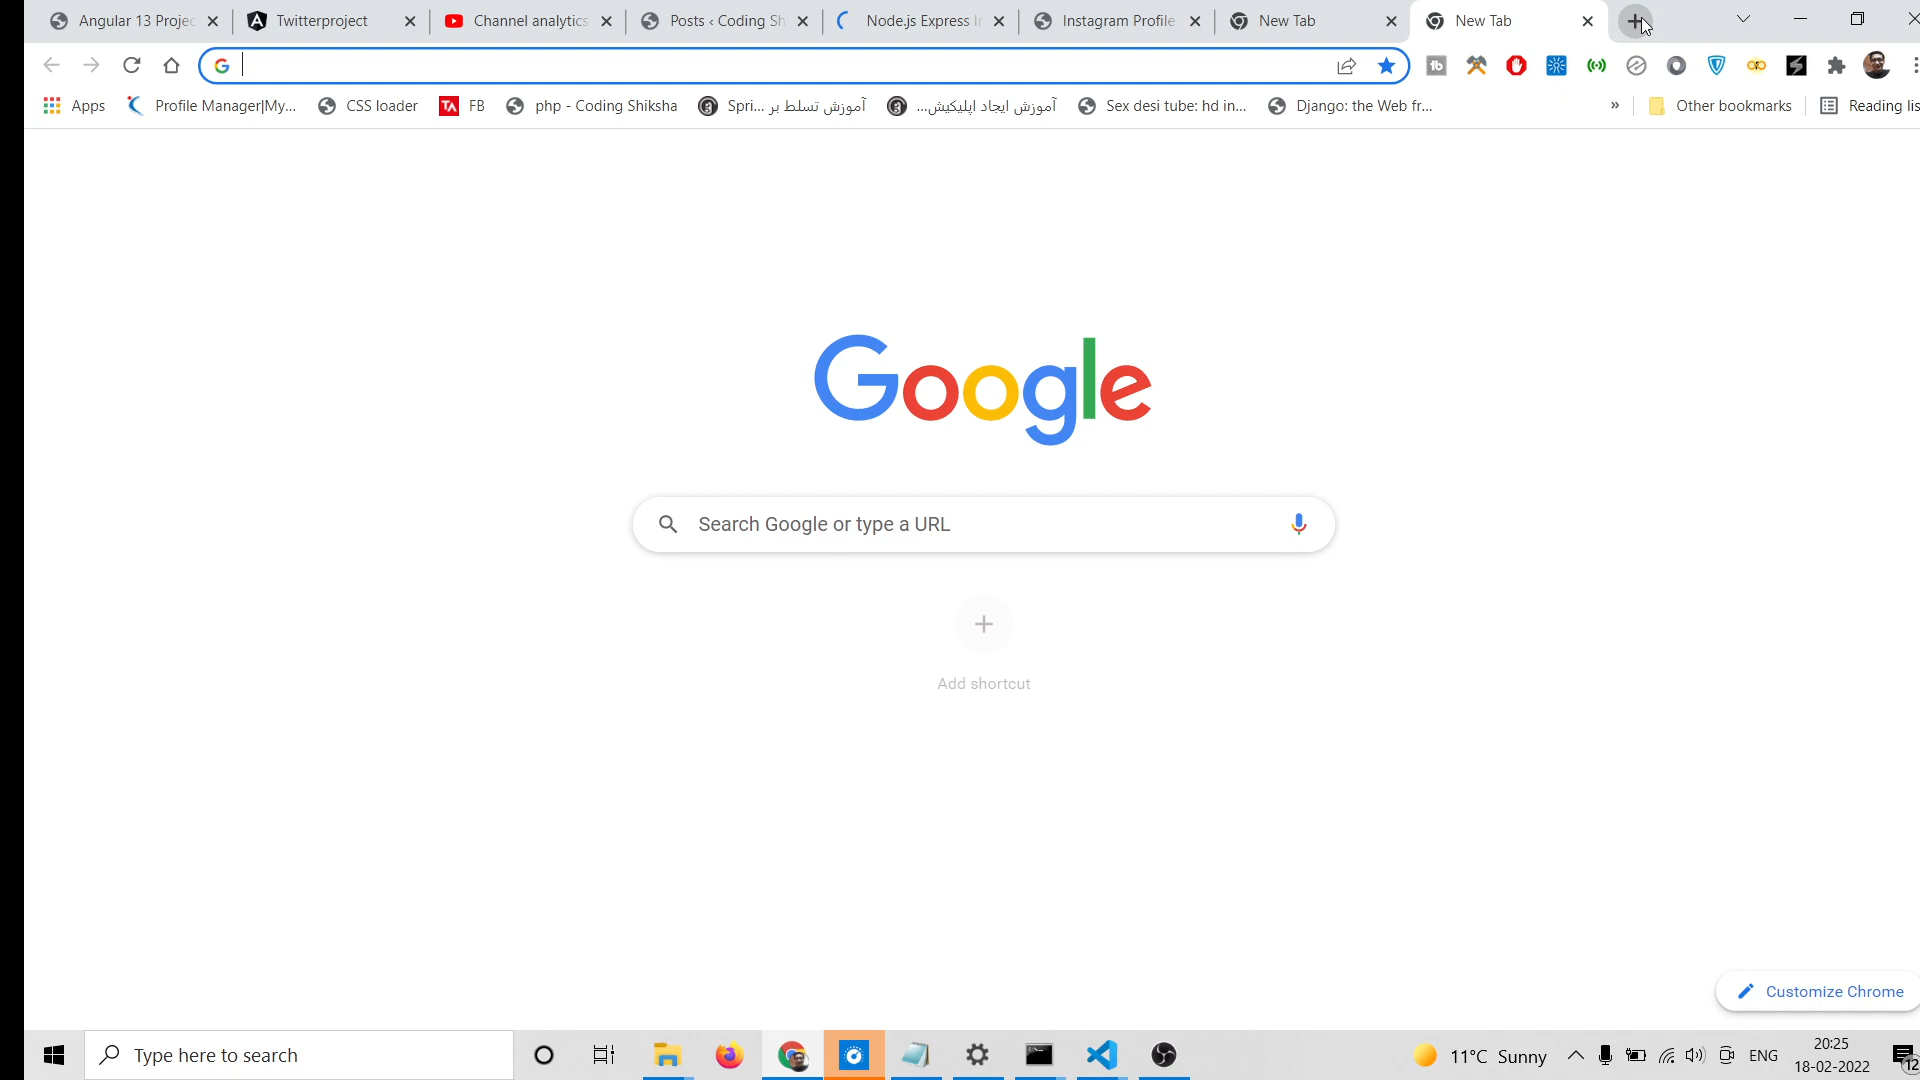 Angular 13 Projec
Twitterproject
Channel analytics
Posts ‹ Coding Sh
Node.js Express In
Instagram Profile
New Tab
New Tab
Apps
Profile Manager|My...
CSS loader
FB
php - Coding Shiksha
آموزش تسلط بر Spri...
آموزش ایجاد اپلیکیش...
Sex desi tube: hd in...
Django: the Web fr...
»
Other bookmarks
Reading lis
Google
Search Google or type a URL
Add shortcut
Customize Chrome
Type here to search
11°C Sunny
ENG
20:25
18-02-2022
12